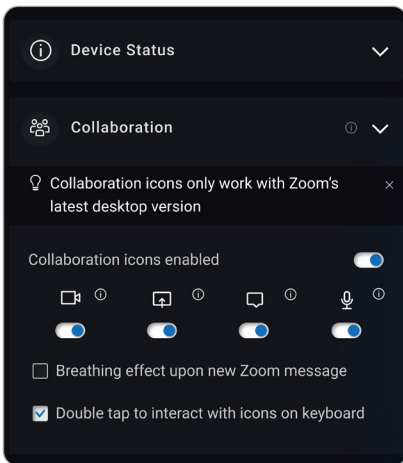 Device Status
Collaboration
Collaboration icons only work with Zoom’s
latest desktop version
Collaboration icons enabled
Breathing effect upon new Zoom message
Double tap to interact with icons on keyboard